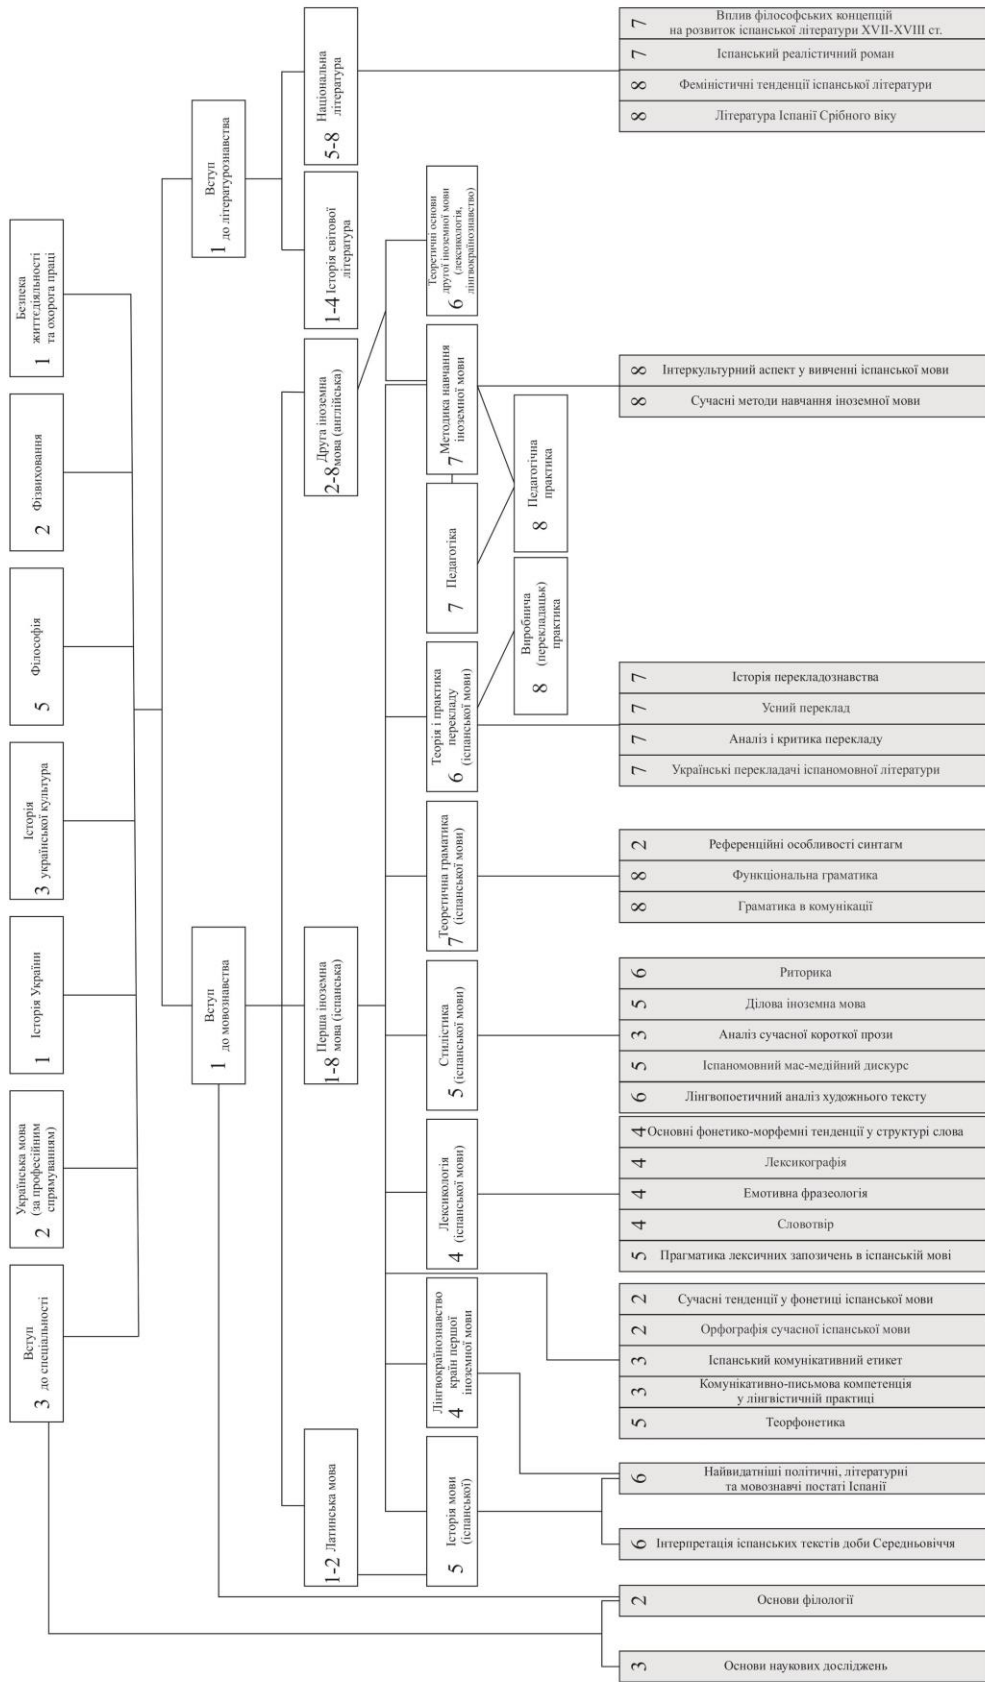 3 Вступ
до спеціальності
2 Українська мова
(за професійним
спрямуванням)
1 Історія України
3 Історія
української культура
5 Філософія
2 Фізвиховання
1 Безпека
життєдіяльності
та охорога праці
1 Вступ
до мовознавства
1 Вступ
до літературознавства
1-2 Латинська мова
1-8 Перша іноземна
мова (іспанська)
2-8 Друга іноземна
мова (англійська)
1-4 Історія світової
література
5-8 Національна
література
5 Історія мови
(іспанської)
4 Лінгвокраїнознавство
країн першої
іноземної мови
4 Лексикологія
(іспанської мови)
5 Стилістика
(іспанської мови)
7 Теоретична граматика
(іспанської мови)
6 Теорія і практика
перекладу
(іспанської мови)
7 Педагогіка
7 Методика навчання
іноземної мови
6 Теоретичні основи
другої іноземної мови
(лексикологія,
лінгвокраїнознавство)
8 Виробнича
(перекладацьк)
практика
8 Педагогічна
практика
7 Вплив філософських концепцій
на розвиток іспанської літератури XVII-XVIII ст.
7 Іспанський реалістичний роман
8 Феміністичні тенденції іспанської літератури
8 Література Іспанії Срібного віку
8 Інтеркультурний аспект у вивченні іспанської мови
8 Сучасні методи навчання іноземної мови
7 Історія перекладознавства
7 Усний переклад
7 Аналіз і критика перекладу
7 Українські перекладачі іспаномовної літератури
2 Референційні особливості синтагм
8 Функціональна граматика
8 Граматика в комунікації
6 Риторика
5 Ділова іноземна мова
3 Аналіз сучасної короткої прози
5 Іспаномовний мас-медійний дискурс
6 Лінгвопоетичний аналіз художнього тексту
4 Основні фонетико-морфемні тенденції у структурі слова
4 Лексикографія
4 Емотивна фразеологія
4 Словотвір
5 Прагматика лексичних запозичень в іспанській мові
2 Сучасні тенденції у фонетиці іспанської мови
2 Орфографія сучасної іспанської мови
3 Іспанський комунікативний етикет
3 Комунікативно-письмова компетенція
у лінгвістичній практиці
5 Теорфонетика
6 Найвидатніші політичні, літературні
та мовознавчі постаті Іспанії
6 Інтерпретація іспанських текстів доби Середньовіччя
2 Основи філології
3 Основи наукових досліджень